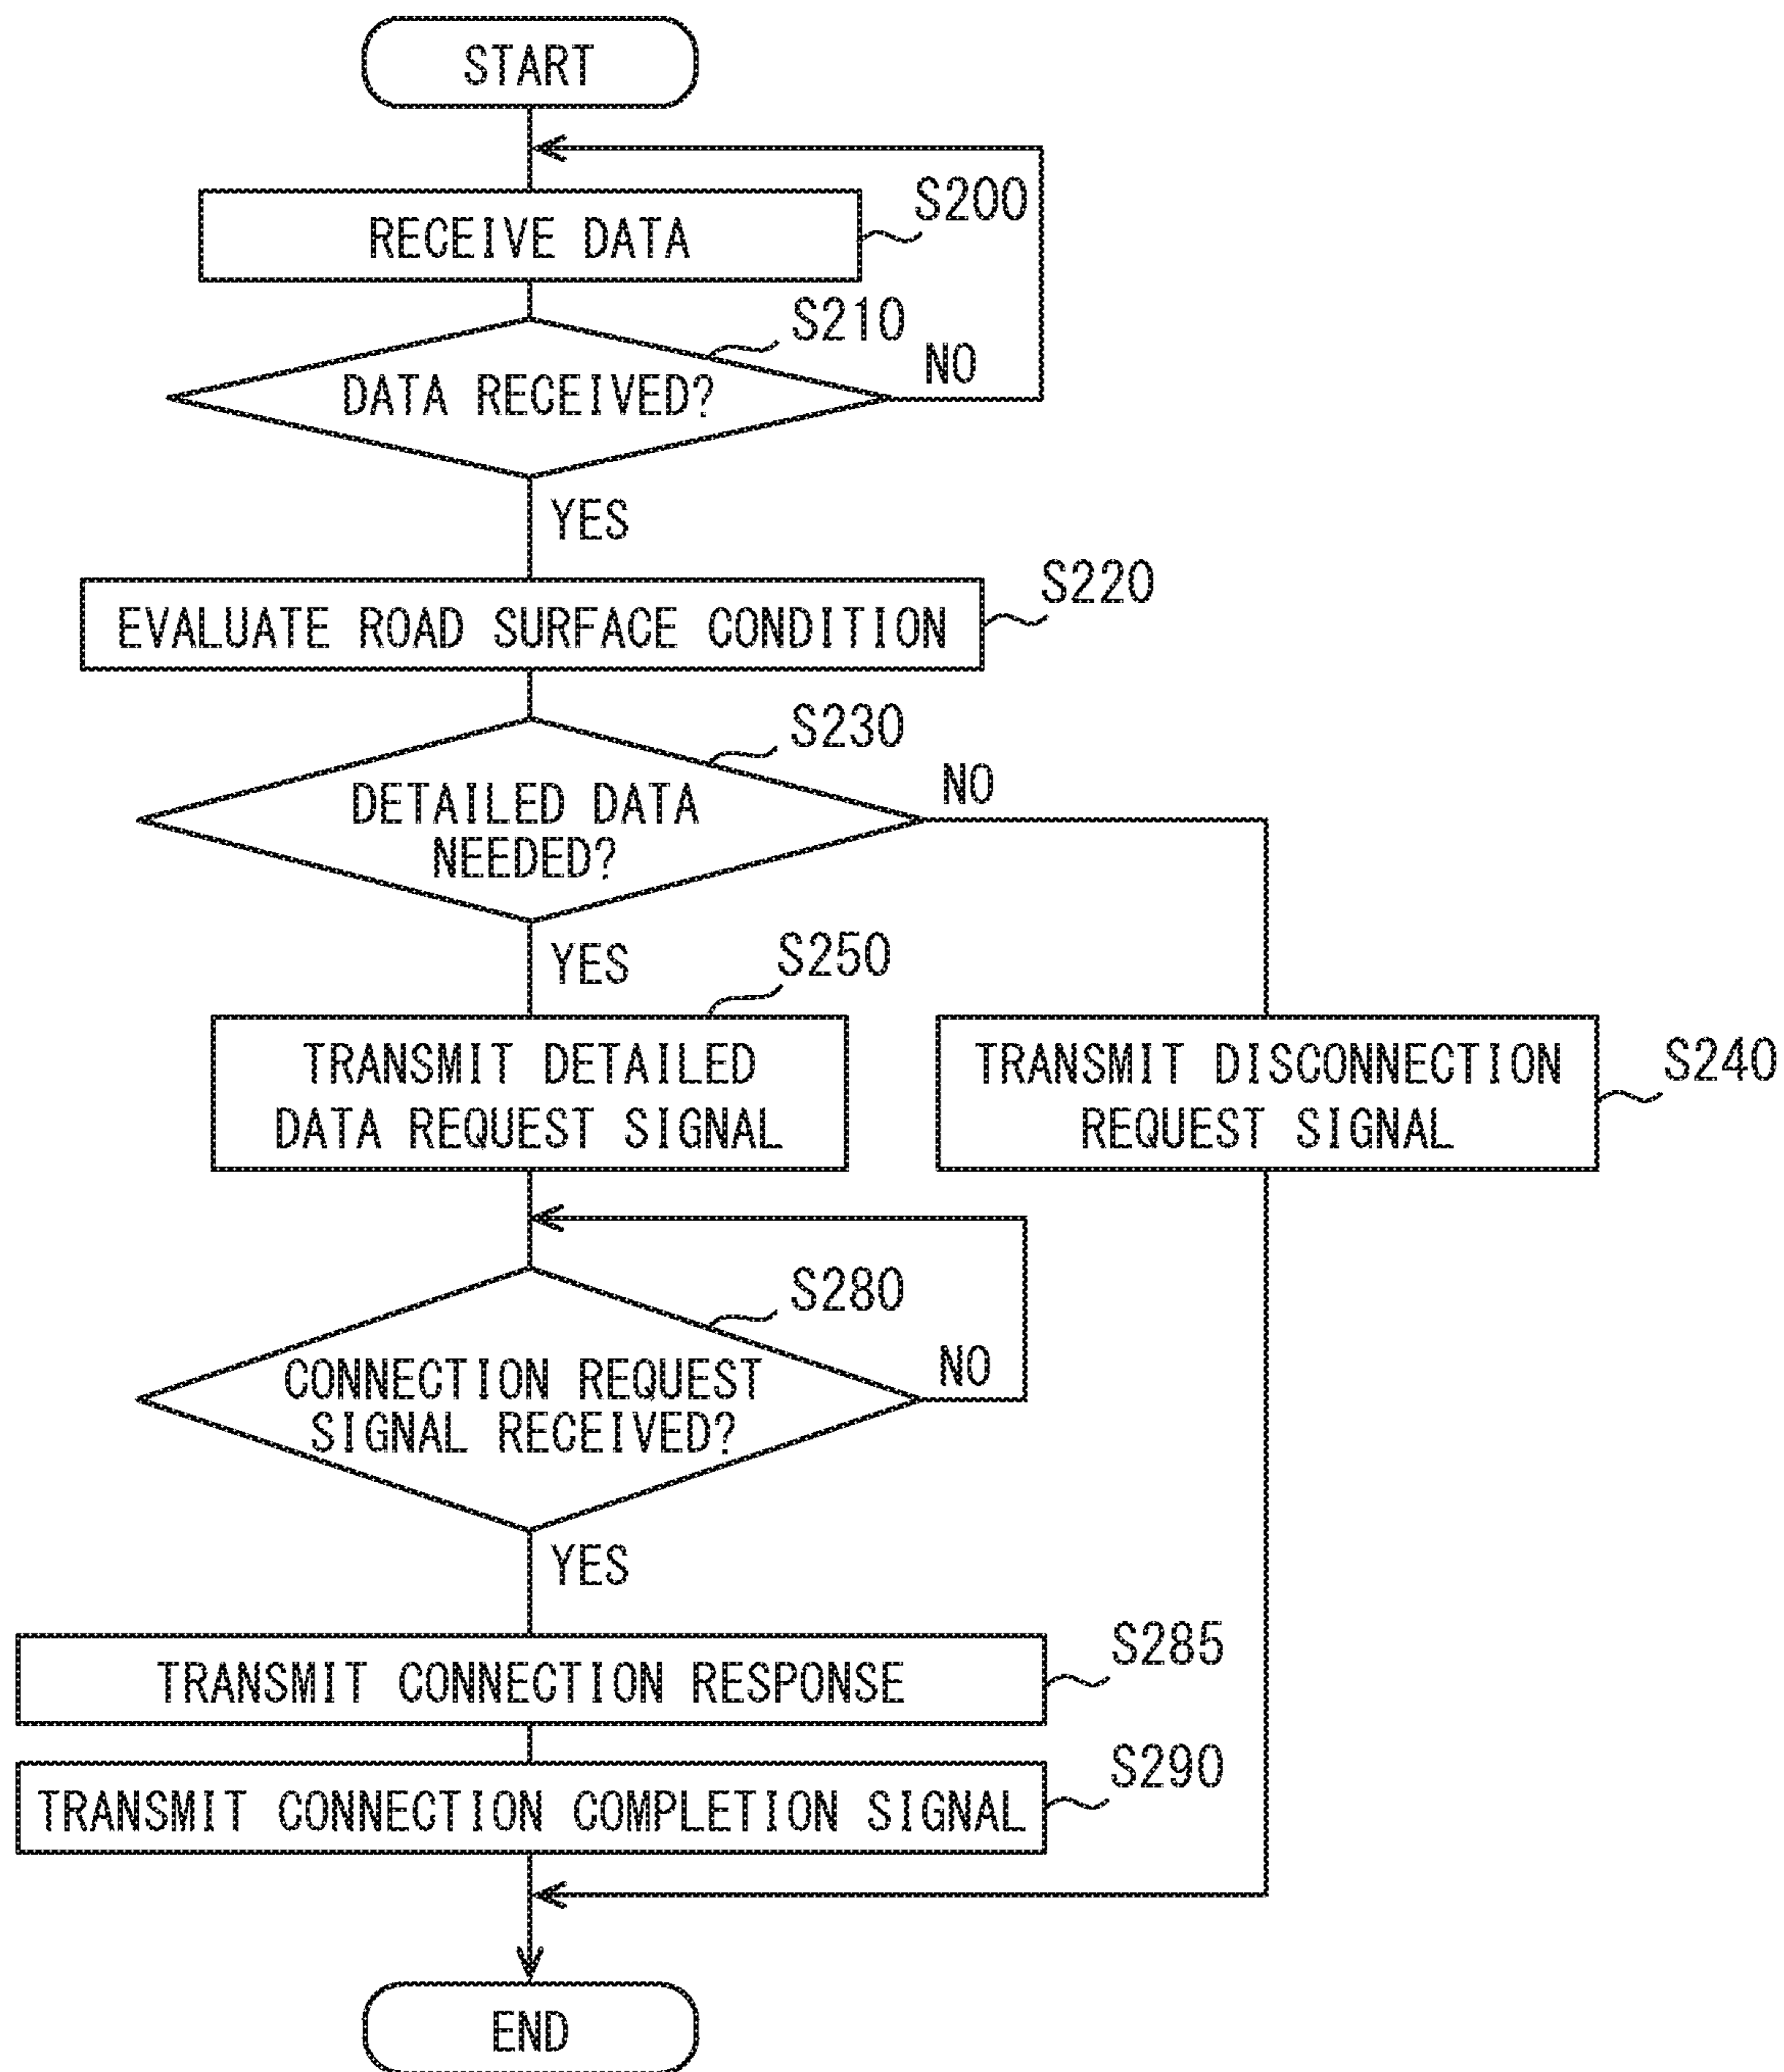 START
RECEIVE DATA
S200
DATA RECEIVED?
S210
NO
YES
EVALUATE ROAD SURFACE CONDITION
S220
DETAILED DATA
NEEDED?
S230
NO
YES
TRANSMIT DETAILED
DATA REQUEST SIGNAL
S250
TRANSMIT DISCONNECTION
REQUEST SIGNAL
S240
CONNECTION REQUEST
SIGNAL RECEIVED?
S280
NO
YES
TRANSMIT CONNECTION RESPONSE
S285
TRANSMIT CONNECTION COMPLETION SIGNAL
S290
END